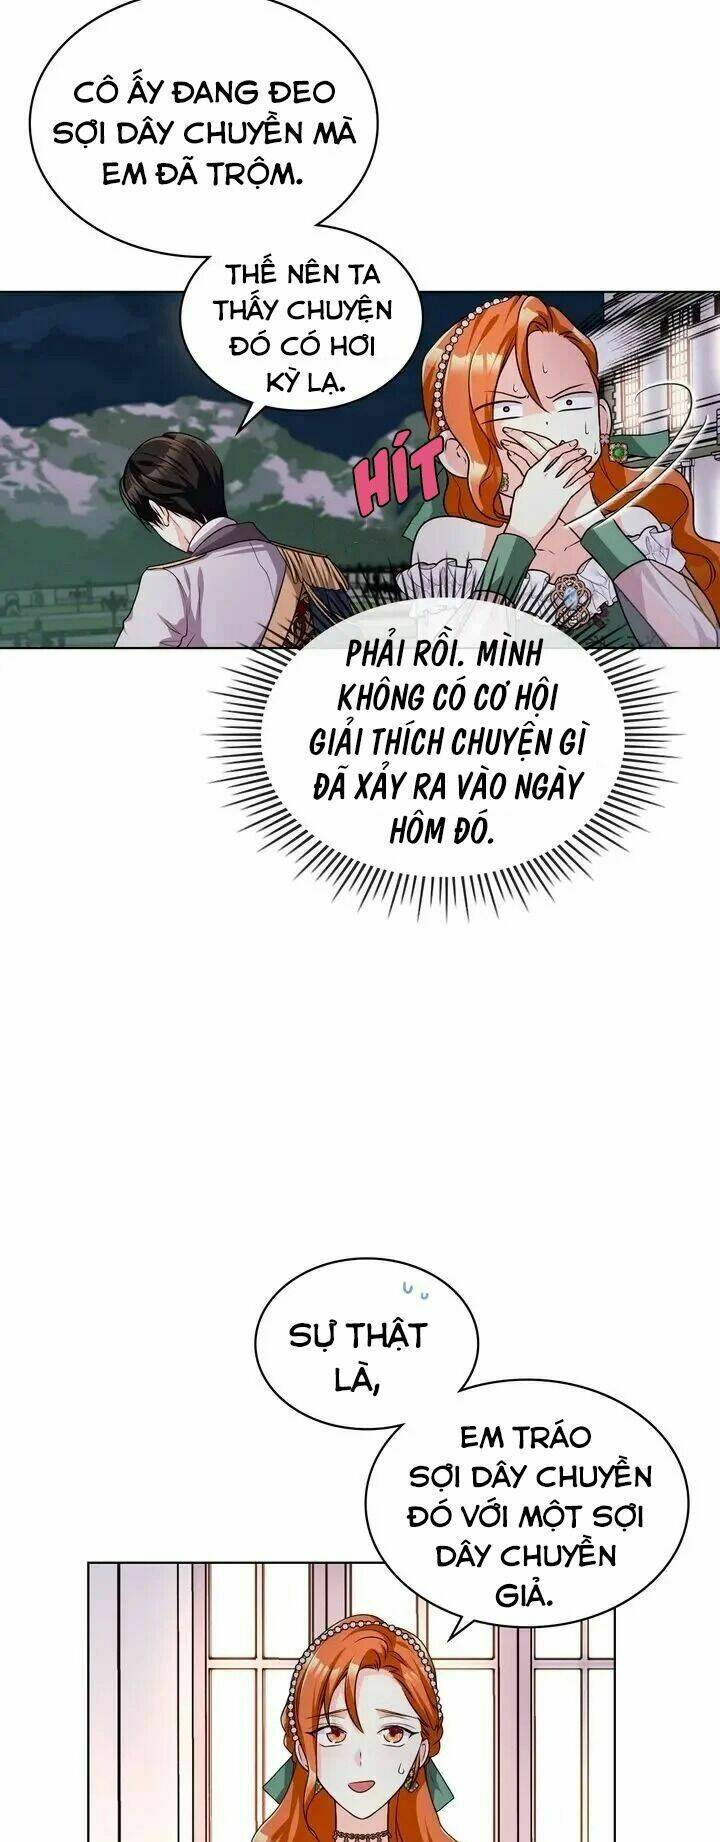 CÔ ẤY ĐANG ĐEO
SỢI DÂY CHUYỀN MÀ
EM ĐÃ TRỘM.
THẾ NÊN TA
THẤY CHUYỆN
ĐÓ CÓ HƠI
KỲ LẠ.
HÍT
PHẢI RỒI. MÌNH
KHÔNG CÓ CƠ HỘI
GIẢI THÍCH CHUYỆN GÌ
ĐÃ XẢY RA VÀO NGÀY
HÔM ĐÓ.
SỰ THẬT
LÀ,
EM TRÁO
SỢI DÂY CHUYỀN
ĐÓ VỚI MỘT SỢI
DÂY CHUYỀN
GIẢ.